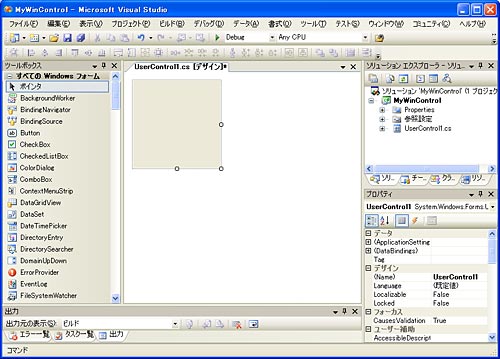 MyWinControl - Microsoft Visual Studio
ファイル(F) 編集(E) 表示(V) プロジェクト(P) ビルド(B) デバッグ(D) データ(A) 書式(O) ツール(T) テスト(S) ウィンドウ(W) コミュニティ(C) ヘルプ(H)
Debug Any CPU
ツールボックス
すべての Windows フォーム
ポインタ
BackgroundWorker
BindingNavigator
BindingSource
Button
CheckBox
CheckedListBox
ColorDialog
ComboBox
ContextMenuStrip
DataGridView
DataSet
DateTimePicker
DirectoryEntry
DirectorySearcher
DomainUpDown
ErrorProvider
EventLog
FileSystemWatcher
UserControl1.cs [デザイン]*
ソリューション エクスプローラ - ソリュー
ソリューション 'MyWinControl' (1 プロジェク
MyWinControl
Properties
参照設定
UserControl1.cs
ソリ... チー... クラ... リソ...
プロパティ
UserControl1 System.Windows.Forms.U
データ
(ApplicationSetting
(DataBindings)
Tag
デザイン
(Name) UserControl1
Language (既定値)
Localizable False
Locked False
フォーカス
CausesValidation True
ユーザー補助
AccessibleDescript
出力
出力元の表示(S): ビルド
エラー一覧 タスク一覧 出力
コマンド